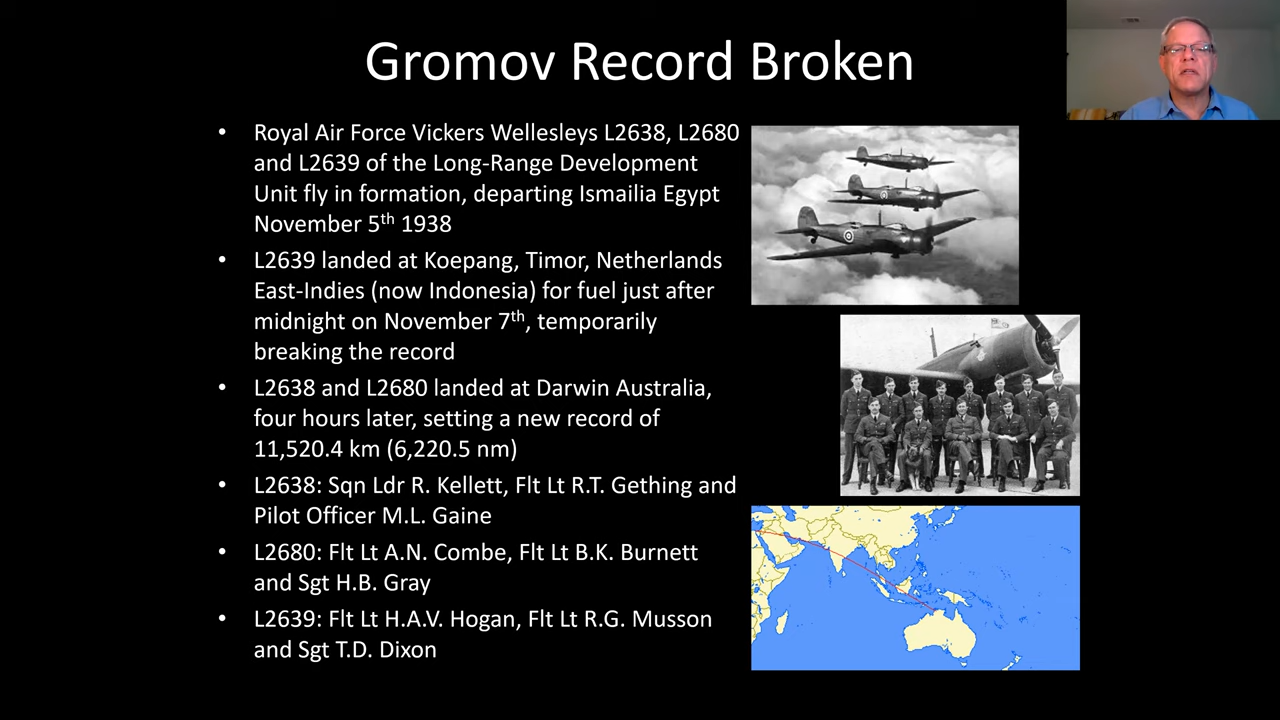 Gromov Record Broken
• Royal Air Force Vickers Wellesleys L2638, L2680
and L2639 of the Long-Range Development
Unit fly in formation, departing Ismailia Egypt
November 5th 1938
• L2639 landed at Koepang, Timor, Netherlands
East-Indies (now Indonesia) for fuel just after
midnight on November 7th, temporarily
breaking the record
• L2638 and L2680 landed at Darwin Australia,
four hours later, setting a new record of
11,520.4 km (6,220.5 nm)
• L2638: Sqn Ldr R. Kellett, Flt Lt R.T. Gething and
Pilot Officer M.L. Gaine
• L2680: Flt Lt A.N. Combe, Flt Lt B.K. Burnett
and Sgt H.B. Gray
• L2639: Flt Lt H.A.V. Hogan, Flt Lt R.G. Musson
and Sgt T.D. Dixon